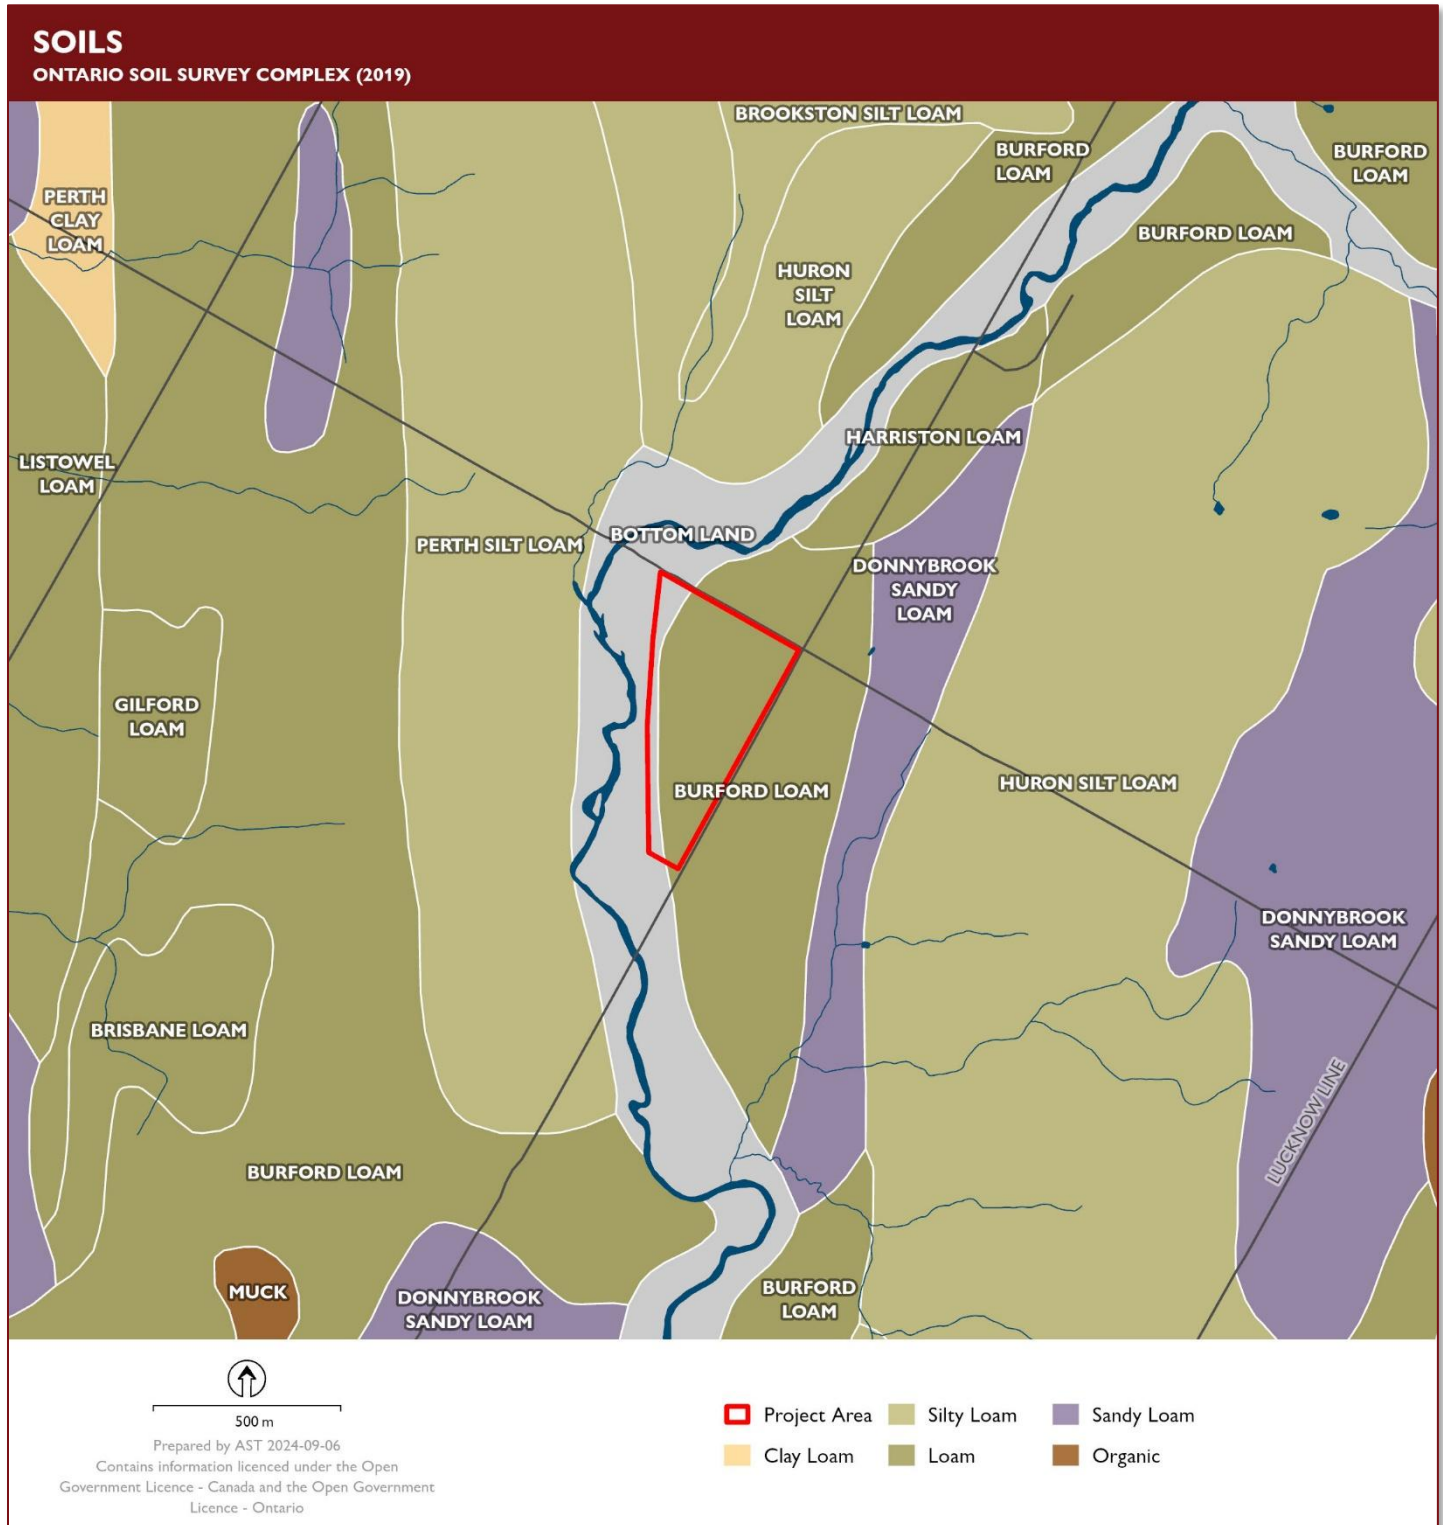 SOILS
ONTARIO SOIL SURVEY COMPLEX (2019)
BROOKSTON SILT LOAM
BURFORD
LOAM
BURFORD
LOAM
PERTH
CLAY
LOAM
BURFORD LOAM
HURON
SILT
LOAM
HARRISTON LOAM
LISTOWEL
LOAM
BOTTOM LAND
PERTH SILT LOAM
DONNYBROOK
SANDY
LOAM
GILFORD
LOAM
HURON SILT LOAM
BURFORD LOAM
DONNYBROOK
SANDY LOAM
BRISBANE LOAM
LUCKNOW LINE
BURFORD LOAM
MUCK
DONNYBROOK
SANDY LOAM
BURFORD
LOAM
500 m
Prepared by AST 2024-09-06
Contains information licenced under the Open
Government Licence - Canada and the Open Government
Licence - Ontario
Project Area
Silty Loam
Sandy Loam
Clay Loam
Loam
Organic